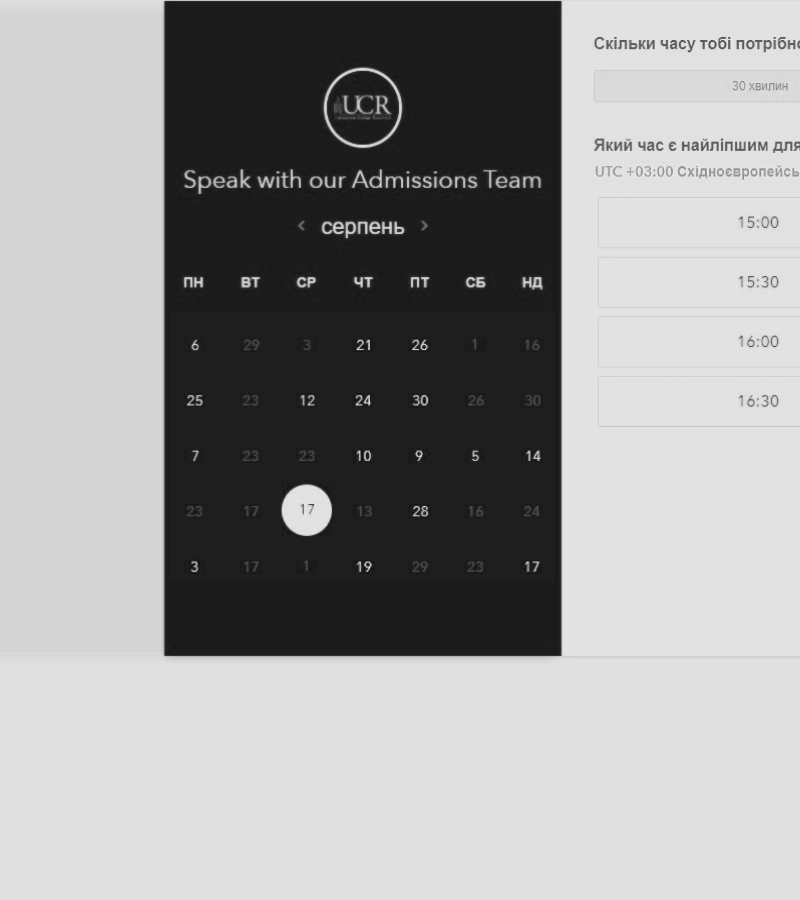 UCR
Speak with our Admissions Team
серпень
ПН ВТ СР ЧТ ПТ СБ НД
6 29 3 21 26 1 16
25 23 12 24 30 26 30
7 23 23 10 9 5 14
23 17 17 13 28 16 24
3 17 1 19 29 23 17
Скільки часу тобі потрібно
30 хвилин
Який час є найліпшим для
UTC +03:00 Східноєвропейсь
15:00
15:30
16:00
16:30